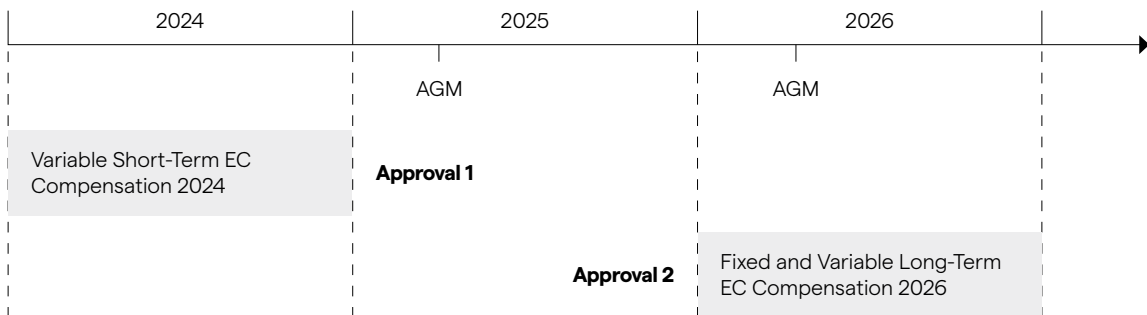 2024
2025
2026
AGM
AGM
Variable Short-Term EC
Compensation 2024
Approval 1
Approval 2
Fixed and Variable Long-Term
EC Compensation 2026